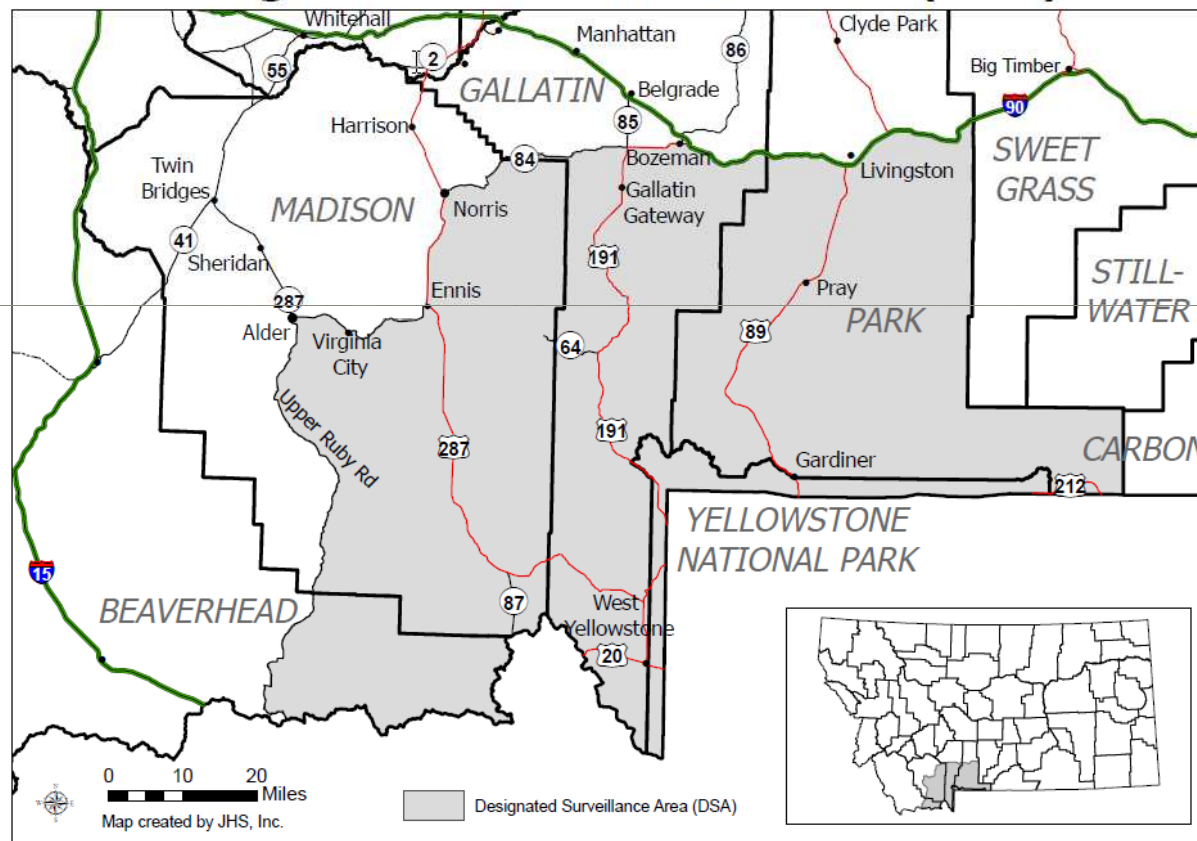 Whitehall
Clyde Park
Manhattan
86
2
55
Big Timber
GALLATIN
Belgrade
90
85
Harrison
Bozeman
SWEET
GRASS
84
Livingston
Twin
Bridges
Gallatin
Gateway
MADISON
Norris
41
Sheridan
191
STILL-
WATER
Pray
Ennis
287
Alder
PARK
Virginia
City
89
64
Upper Ruby Rd
191
287
CARBON
Gardiner
212
YELLOWSTONE
NATIONAL PARK
15
BEAVERHEAD
87
West
Yellowstone
20
0 10 20
Miles
N
W
E
S
Map created by JHS, Inc.
Designated Surveillance Area (DSA)